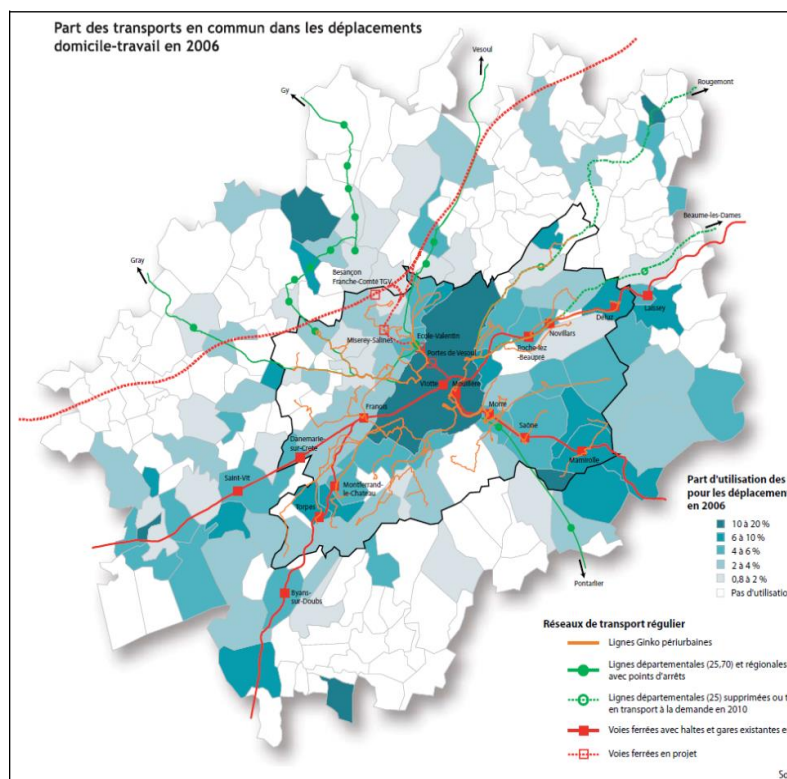 Part des transports en commun dans les déplacements
domicile-travail en 2006
Vesoul
Rougemont
Gy
Beaume-les-Dames
Gray
Besançon
Franche-Comté TGV
Miserey-Salines
Ecole-Valentin
Portes de Vesoul
Deluz
Laissey
Novillars
Roche-lez
-Beaupré
Viotte
Mouillère
Morre
Franois
Saône
Mamirolle
Danemarie
-sur-Crete
Saint-Vit
Montferrand
-le-Chateau
Torpes
Byans
-sur-Doubs
Pontarlier
Part d'utilisation des
pour les déplacement
en 2006
10 à 20 %
6 à 10 %
4 à 6 %
2 à 4 %
0,8 à 2 %
Pas d'utilisation
Réseaux de transport régulier
Lignes Ginko périurbaines
Lignes départementales (25,70) et régionales
avec points d'arrêts
Lignes départementales (25) supprimées ou t
en transport à la demande en 2010
Voies ferrées avec haltes et gares existantes e
Voies ferrées en projet
So